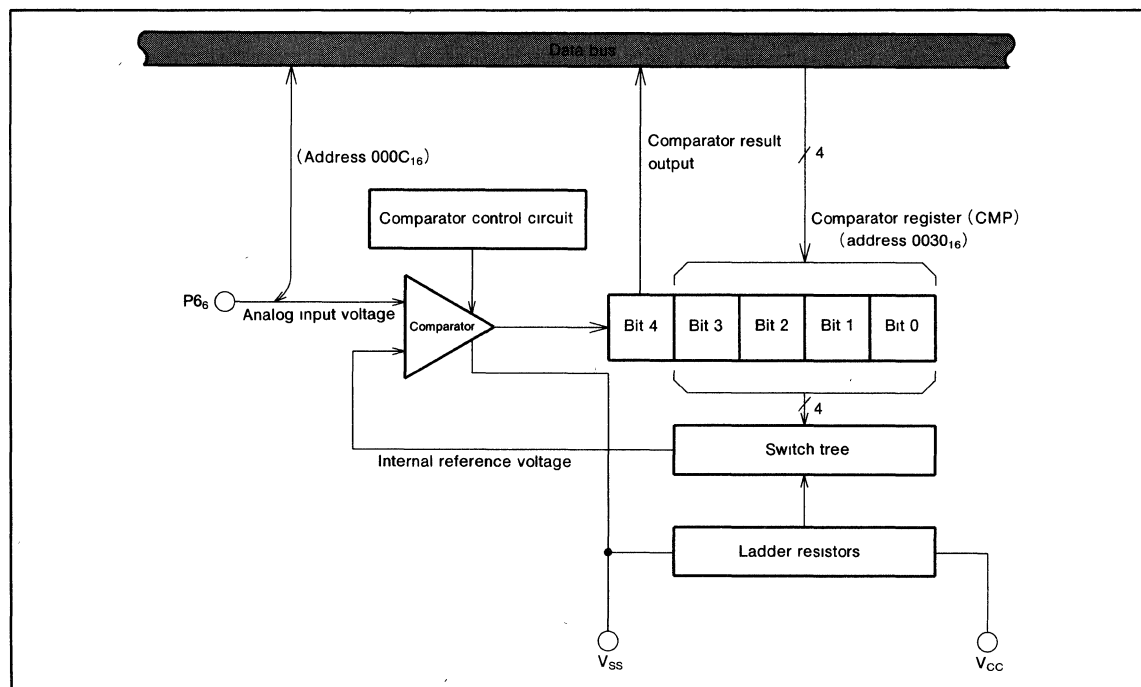 Data bus
(Address 000C₁₆)
Comparator result
output
4
Comparator control circuit
Comparator register (CMP)
(address 0030₁₆)
P6₆
Analog input voltage
Comparator
Bit 4
Bit 3
Bit 2
Bit 1
Bit 0
4
Internal reference voltage
Switch tree
Ladder resistors
V_SS
V_CC